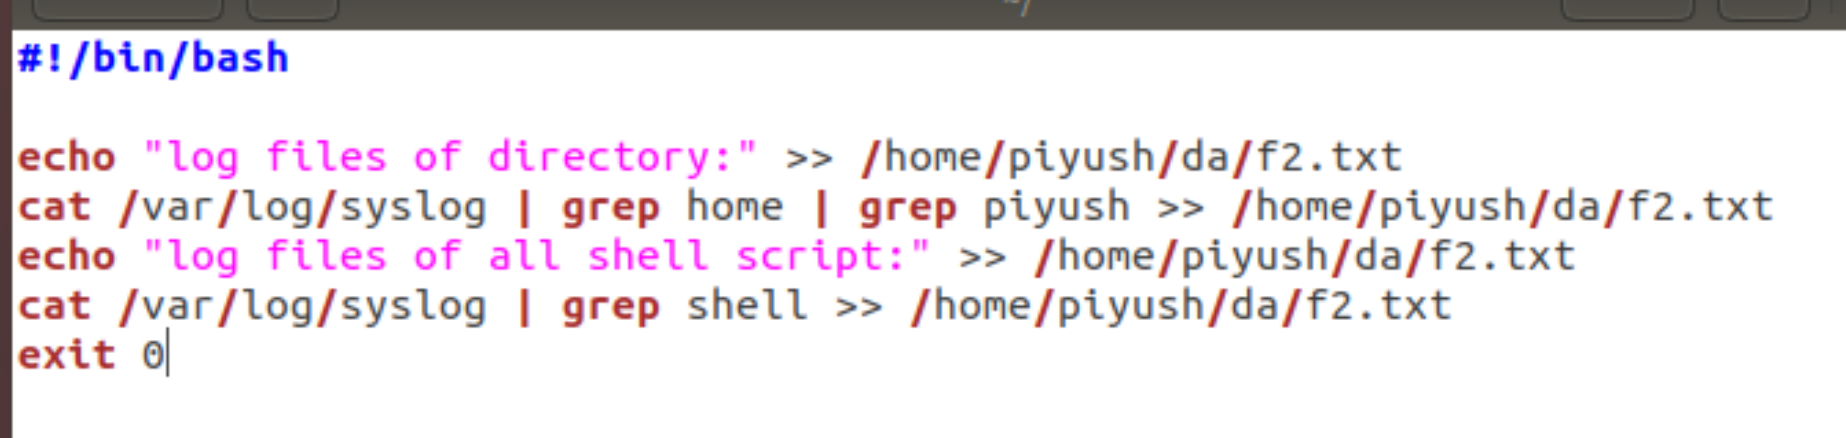 #!/bin/bash
echo "log files of directory:" >> /home/piyush/da/f2.txt
cat /var/log/syslog | grep home | grep piyush >> /home/piyush/da/f2.txt
echo "log files of all shell script:" >> /home/piyush/da/f2.txt
cat /var/log/syslog | grep shell >> /home/piyush/da/f2.txt
exit 0